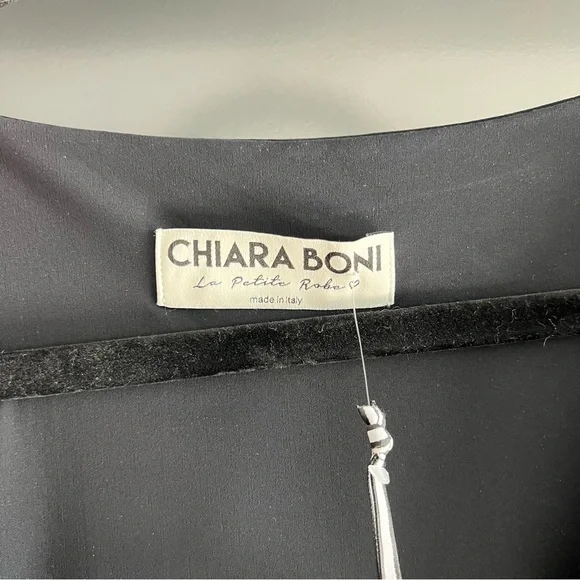 CHIARA BONI
La Petite Robe♡
made in italy